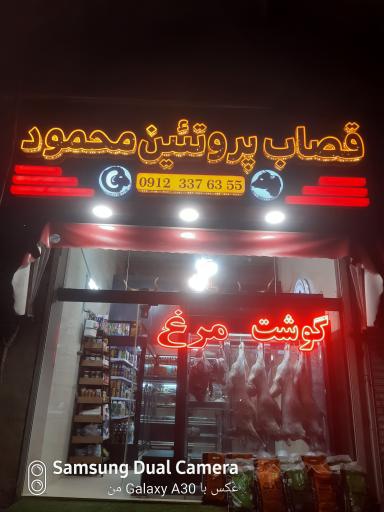 قصاب پروتئین محمود
0912 337 63 55
گوشت مرغ
Samsung Dual Camera
عکس با Galaxy A30 من